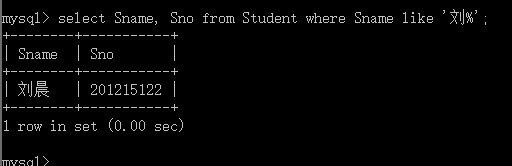 mysql> select Sname, Sno from Student where Sname like '刘%';
+--------+-----------+
| Sname  | Sno       |
+--------+-----------+
| 刘晨   | 201215122 |
+--------+-----------+
1 row in set (0.00 sec)
mysql>